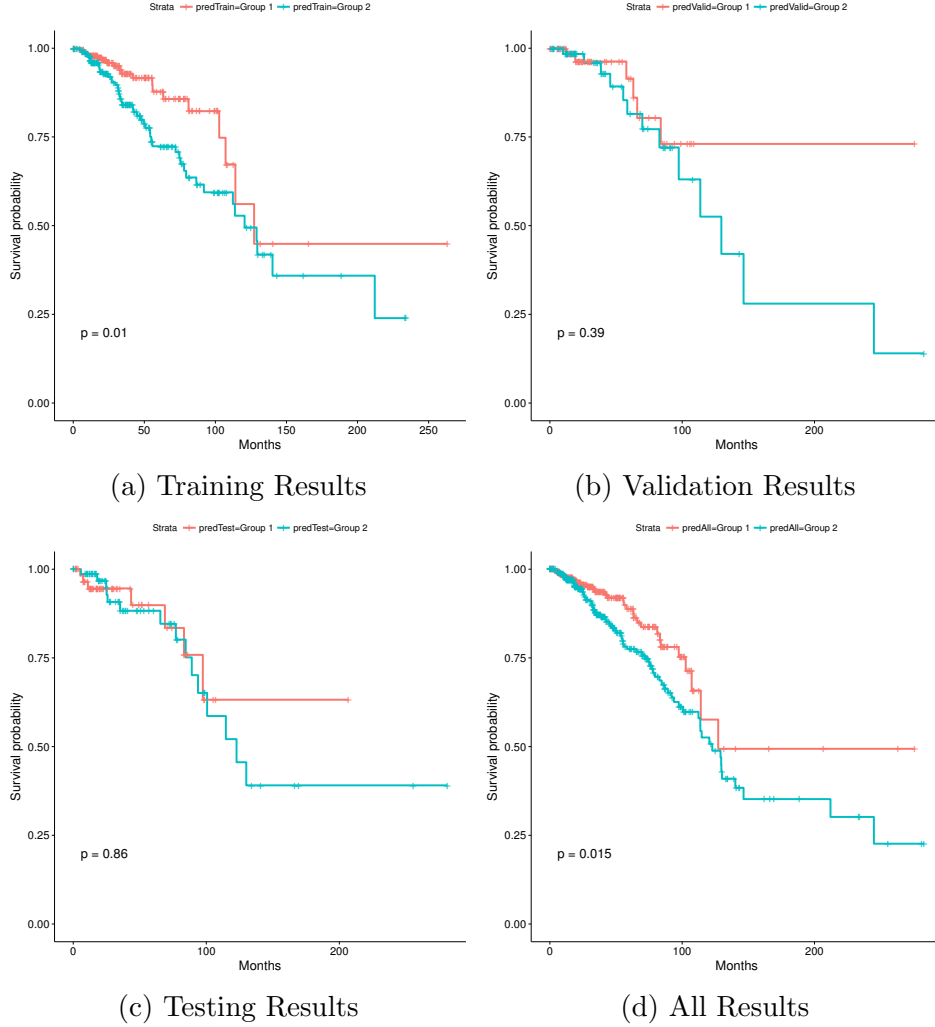 Strata predTrain=Group 1 predTrain=Group 2
1.00
0.75
0.50
0.25
0.00
Survival probability
p = 0.01
0 50 100 150 200 250
Months
(a) Training Results
Strata predValid=Group 1 predValid=Group 2
1.00
0.75
0.50
0.25
0.00
Survival probability
p = 0.39
0 100 200
Months
(b) Validation Results
Strata predTest=Group 1 predTest=Group 2
1.00
0.75
0.50
0.25
0.00
Survival probability
p = 0.86
0 100 200
Months
(c) Testing Results
Strata predAll=Group 1 predAll=Group 2
1.00
0.75
0.50
0.25
0.00
Survival probability
p = 0.015
0 100 200
Months
(d) All Results